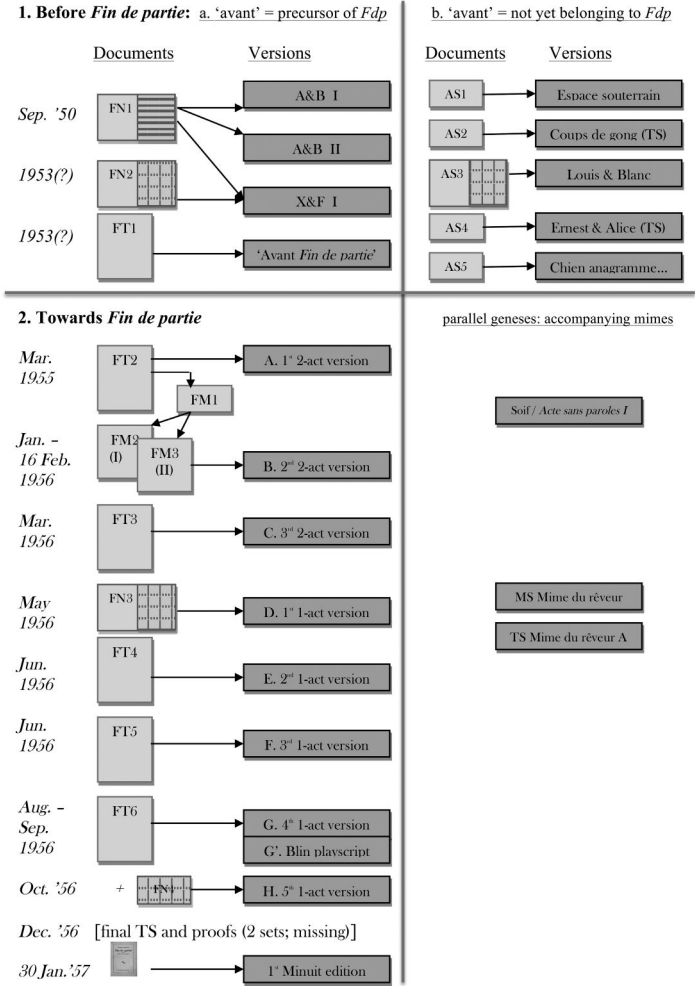 1. Before Fin de partie: a. ‘avant’ = precursor of Fdp
b. ‘avant’ = not yet belonging to Fdp
Documents Versions
Documents Versions
Sep. ’50
FN1
A&B I
A&B II
1953(?)
FN2
X&F I
1953(?)
FT1
‘Avant Fin de partie’
AS1
Espace souterrain
AS2
Coups de gong (TS)
AS3
Louis & Blanc
AS4
Ernest & Alice (TS)
AS5
Chien anagramme...
2. Towards Fin de partie
parallel geneses: accompanying mimes
Mar.
1955
FT2
A. 1st 2-act version
FM1
Soif / Acte sans paroles I
Jan. –
16 Feb.
1956
FM2
(I)
FM3
(II)
B. 2nd 2-act version
Mar.
1956
FT3
C. 3rd 2-act version
May
1956
FN3
D. 1st 1-act version
MS Mime du rêveur
TS Mime du rêveur A
Jun.
1956
FT4
E. 2nd 1-act version
Jun.
1956
FT5
F. 3rd 1-act version
Aug. –
Sep.
1956
FT6
G. 4th 1-act version
G’. Blin playscript
Oct. ’56
+
FN4
H. 5th 1-act version
Dec. ’56 [final TS and proofs (2 sets; missing)]
30 Jan.’57
1st Minuit edition